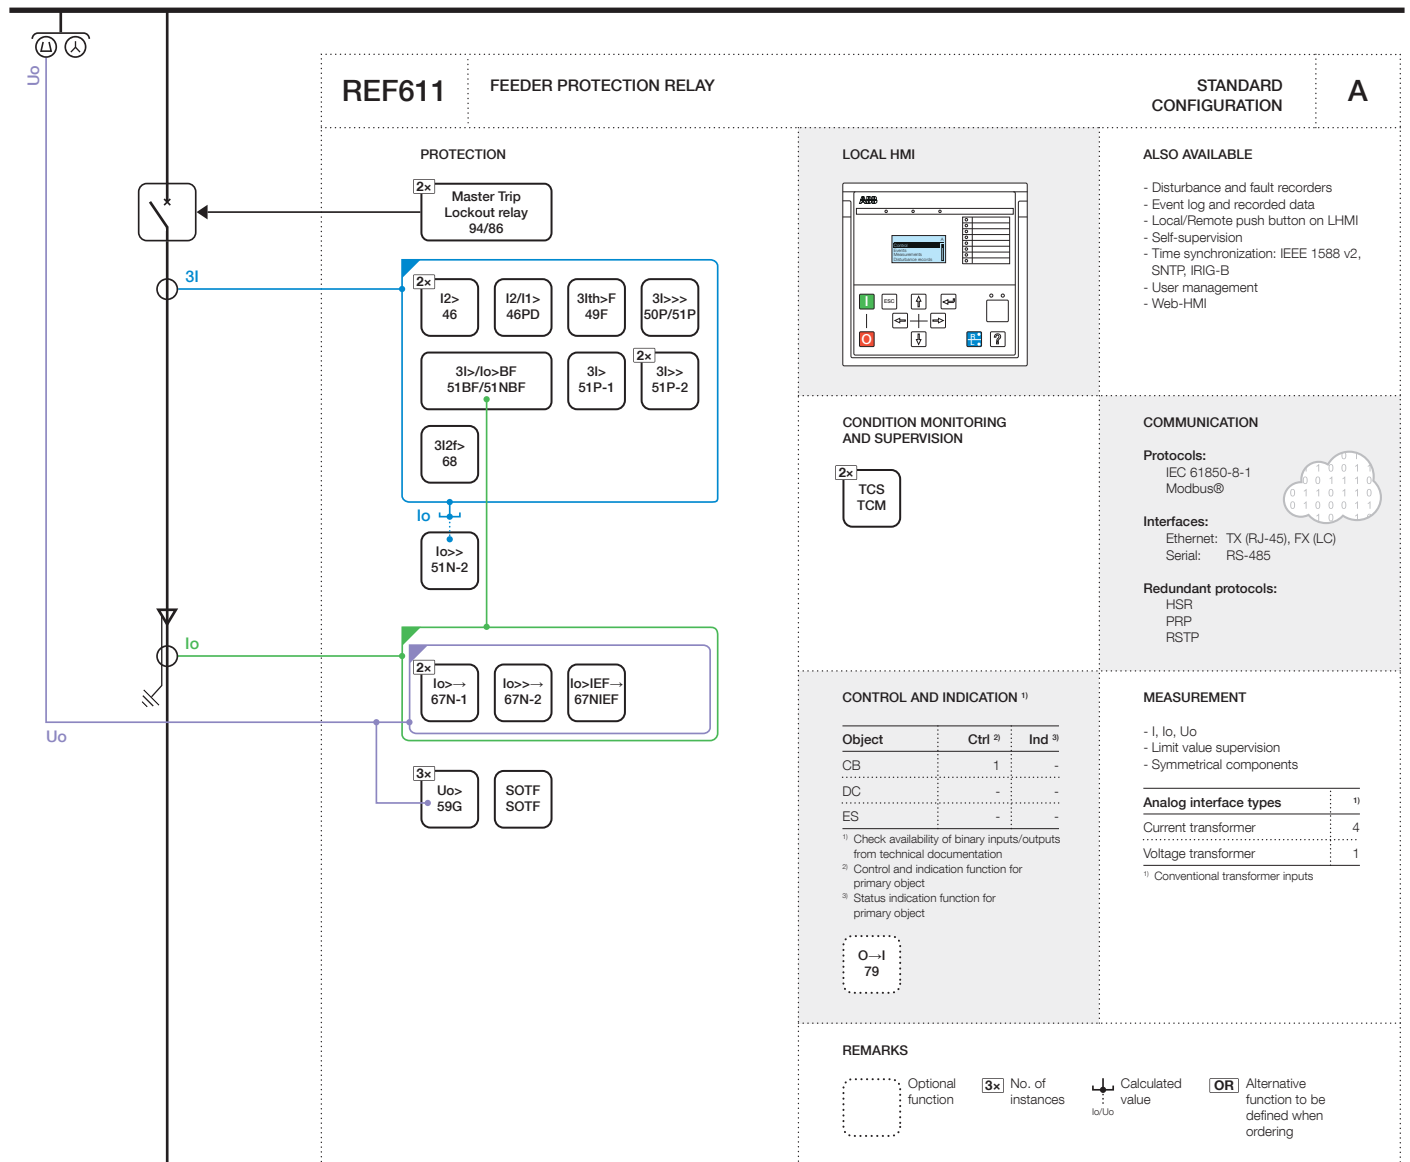 Uo
REF611
FEEDER PROTECTION RELAY
STANDARD
CONFIGURATION
A
PROTECTION
2×
Master Trip
Lockout relay
94/86
3I
2×
I2>
46
I2/I1>
46PD
3Ith>F
49F
3I>>>
50P/51P
3I>/Io>BF
51BF/51NBF
3I>
51P-1
2×
3I>>
51P-2
3I2f>
68
Io
Io>>
51N-2
Io
2×
Io>→
67N-1
Io>>→
67N-2
Io>IEF→
67NIEF
Uo
3×
Uo>
59G
SOTF
SOTF
LOCAL HMI
ABB
Control
Events
Measurements
Disturbance records
ESC
R
L
I
O
?
ALSO AVAILABLE
- Disturbance and fault recorders
- Event log and recorded data
- Local/Remote push button on LHMI
- Self-supervision
- Time synchronization: IEEE 1588 v2,
SNTP, IRIG-B
- User management
- Web-HMI
CONDITION MONITORING
AND SUPERVISION
2×
TCS
TCM
COMMUNICATION
Protocols:
IEC 61850-8-1
Modbus®
Interfaces:
Ethernet: TX (RJ-45), FX (LC)
Serial: RS-485
Redundant protocols:
HSR
PRP
RSTP
CONTROL AND INDICATION 1)
Object Ctrl 2) Ind 3)
CB 1 -
DC - -
ES - -
1) Check availability of binary inputs/outputs
from technical documentation
2) Control and indication function for
primary object
3) Status indication function for
primary object
O→I
79
MEASUREMENT
- I, Io, Uo
- Limit value supervision
- Symmetrical components
Analog interface types 1)
Current transformer 4
Voltage transformer 1
1) Conventional transformer inputs
REMARKS
Optional
function
3× No. of
instances
Io/Uo
Calculated
value
OR Alternative
function to be
defined when
ordering